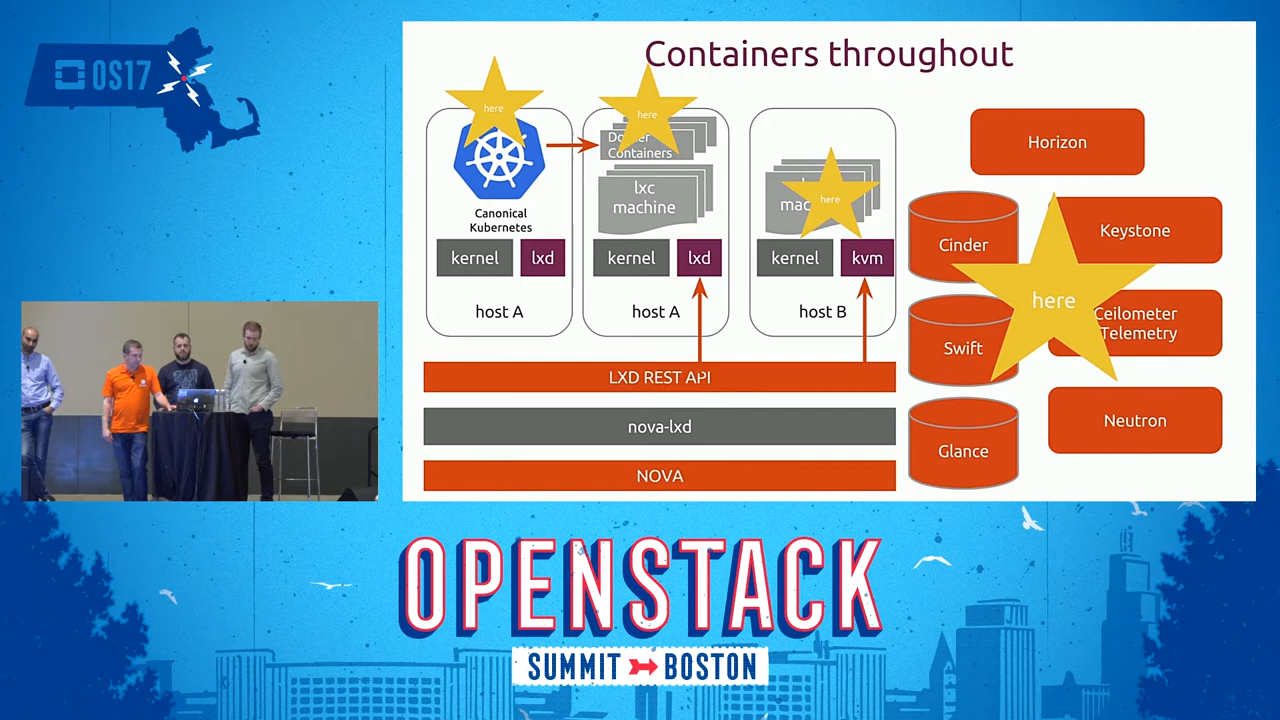 OS17
Containers throughout
here
here
Containers
lxc
machine
here
Canonical
Kubernetes
kernel
lxd
kernel
lxd
kernel
kvm
host A
host A
host B
LXD REST API
nova-lxd
NOVA
Horizon
Cinder
Keystone
here
Swift
Ceilometer
Telemetry
Glance
Neutron
OPENSTACK
SUMMIT BOSTON